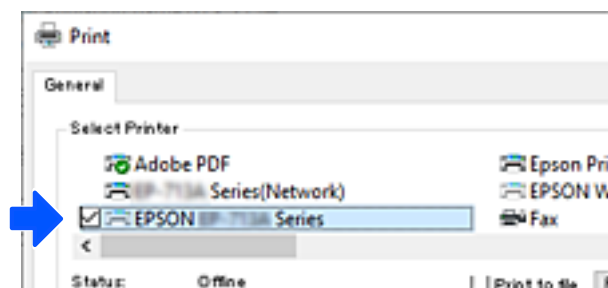 Print
General
Select Printer
Adobe PDF
Epson Pri
Series(Network)
EPSON W
EPSON Series
Fax
Status: Offline
Print to file